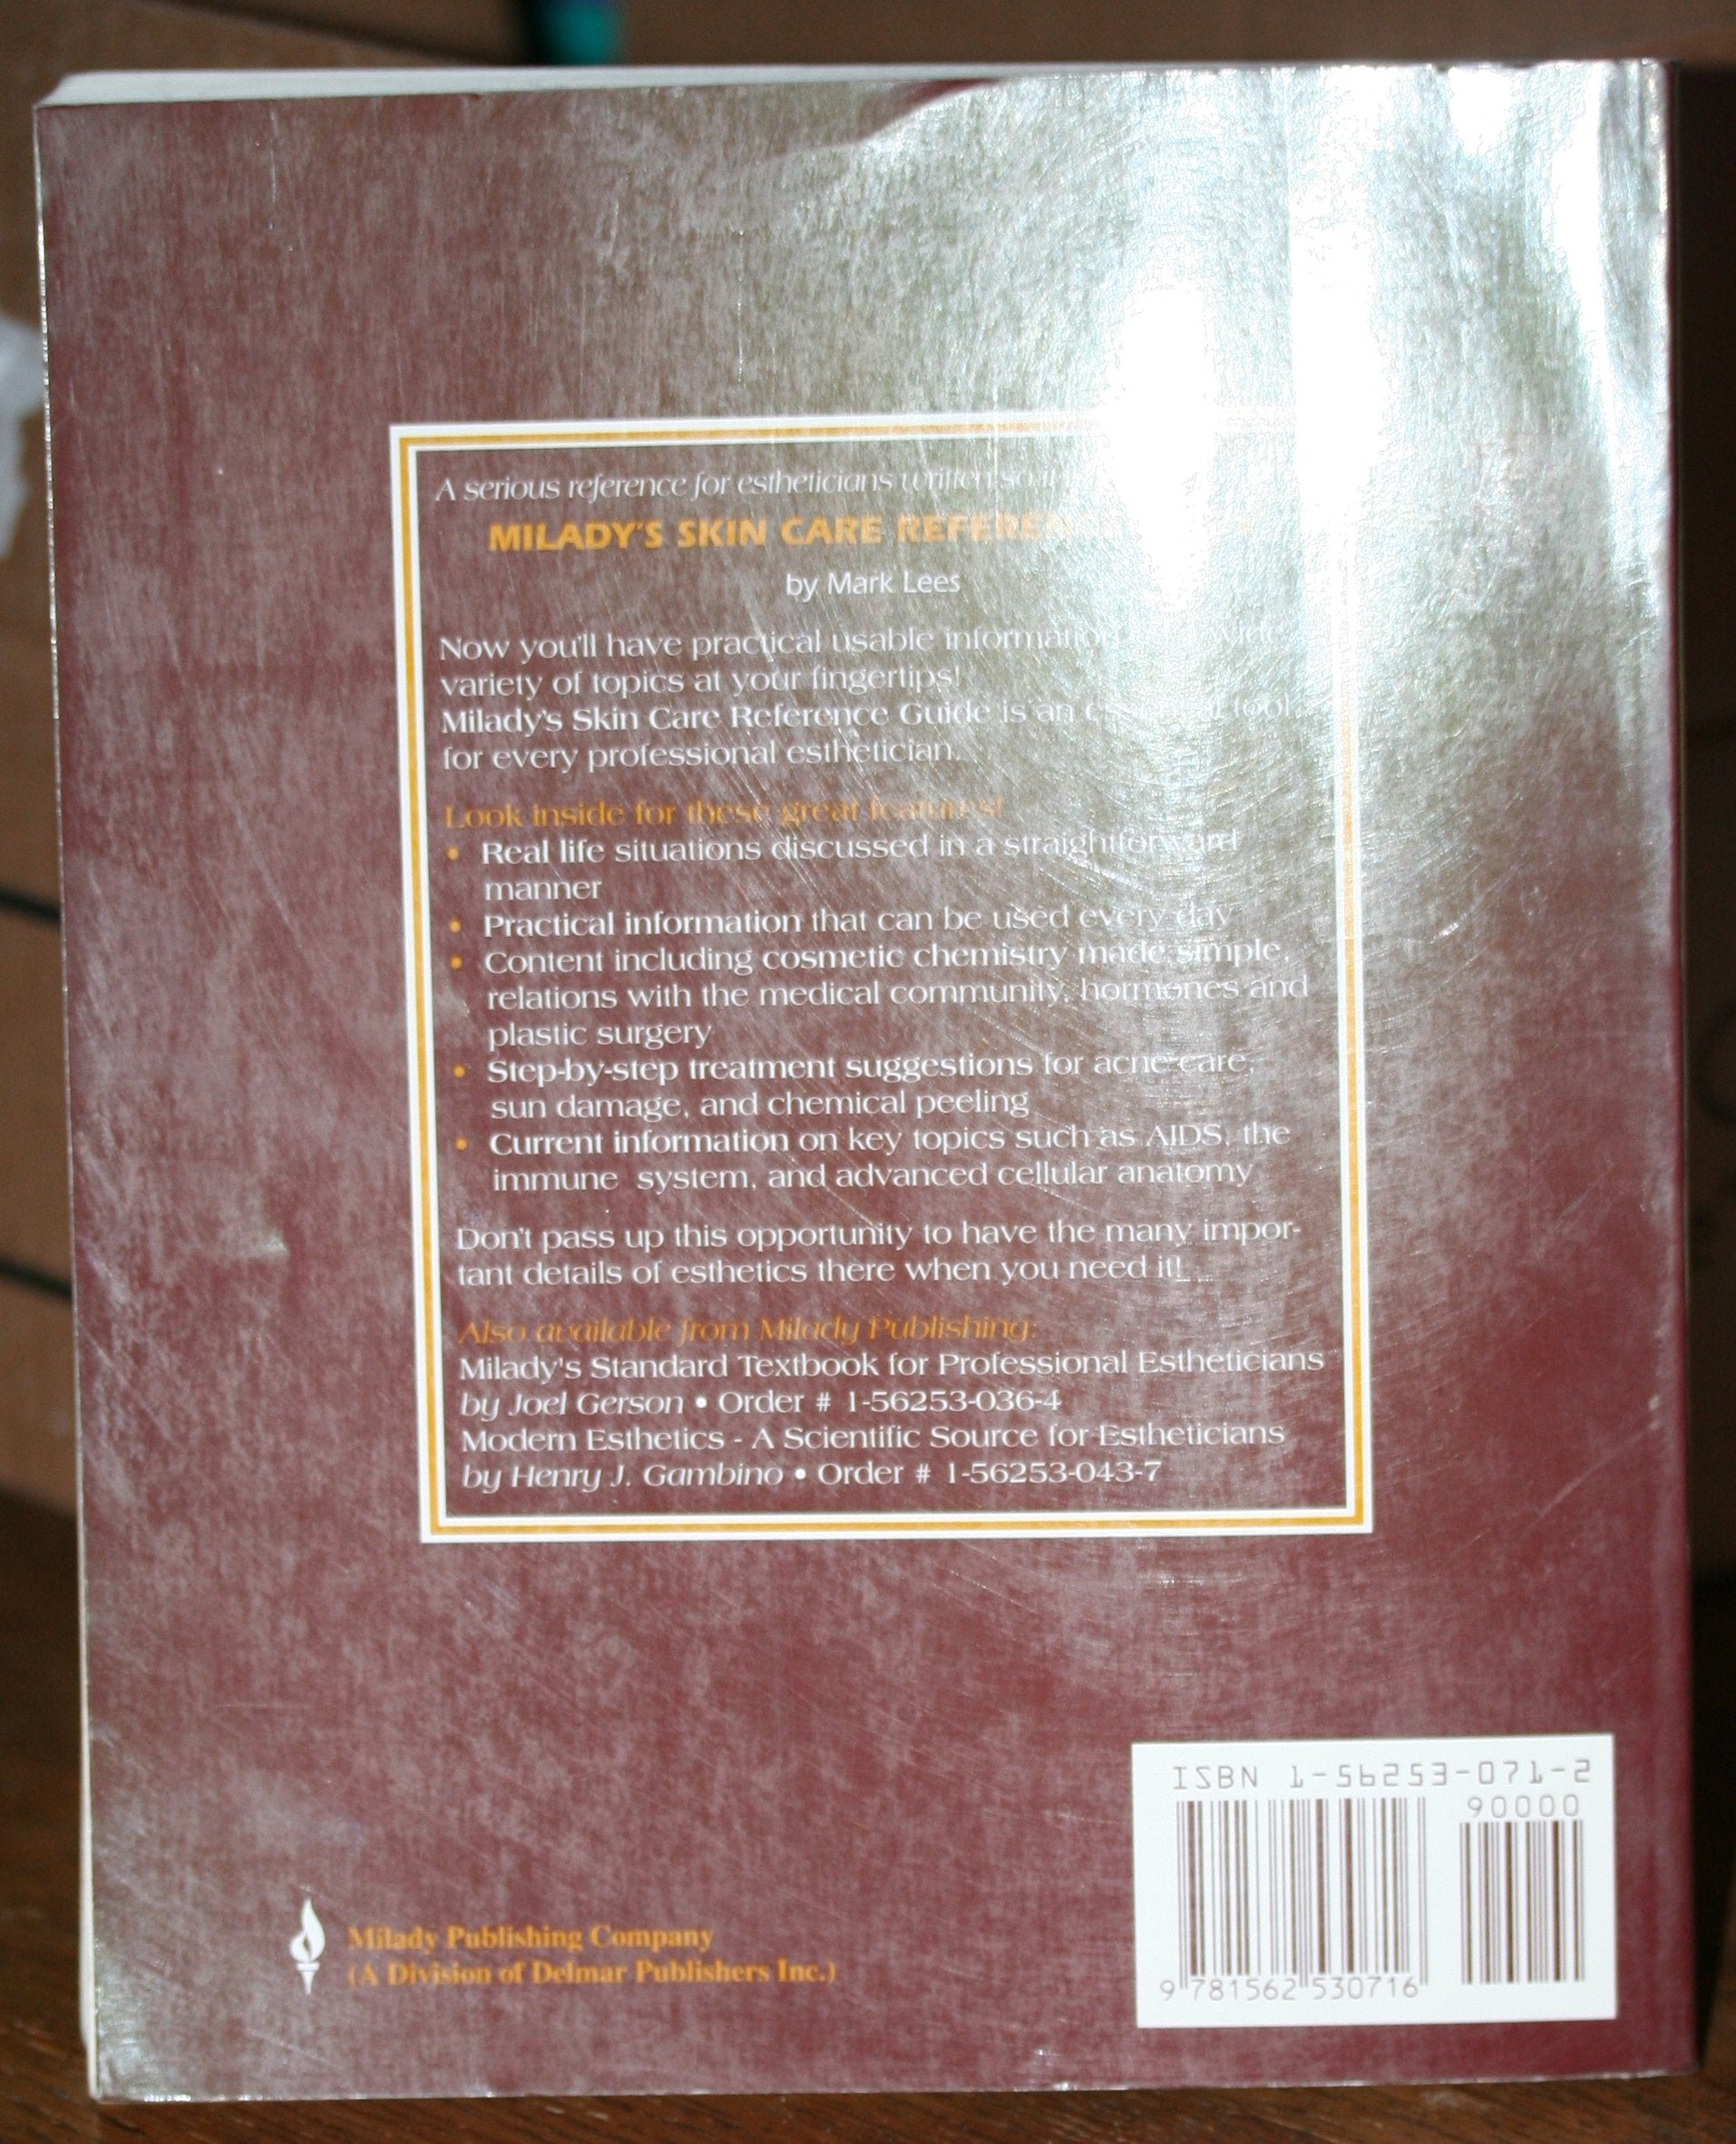 A serious reference for estheticians written
MILADY'S SKIN CARE REFERENCE
by Mark Lees
Now you'll have practical usable information wide
variety of topics at your fingertips!
Milady's Skin Care Reference Guide is an essential tool
for every professional esthetician.
Look inside for these great features!
• Real life situations discussed in a straightforward
manner
• Practical information that can be used every day
• Content including cosmetic chemistry made simple,
relations with the medical community, hormones and
plastic surgery
• Step-by-step treatment suggestions for acne care,
sun damage, and chemical peeling
• Current information on key topics such as AIDS, the
immune system, and advanced cellular anatomy
Don't pass up this opportunity to have the many impor-
tant details of esthetics there when you need it!
Also available from Milady Publishing:
Milady's Standard Textbook for Professional Estheticians
by Joel Gerson • Order # 1-56253-036-4
Modern Esthetics - A Scientific Source for Estheticians
by Henry J. Gambino • Order # 1-56253-043-7
ISBN 1-56253-071-2
90000
9 781562 530716
Milady Publishing Company
(A Division of Delmar Publishers Inc.)